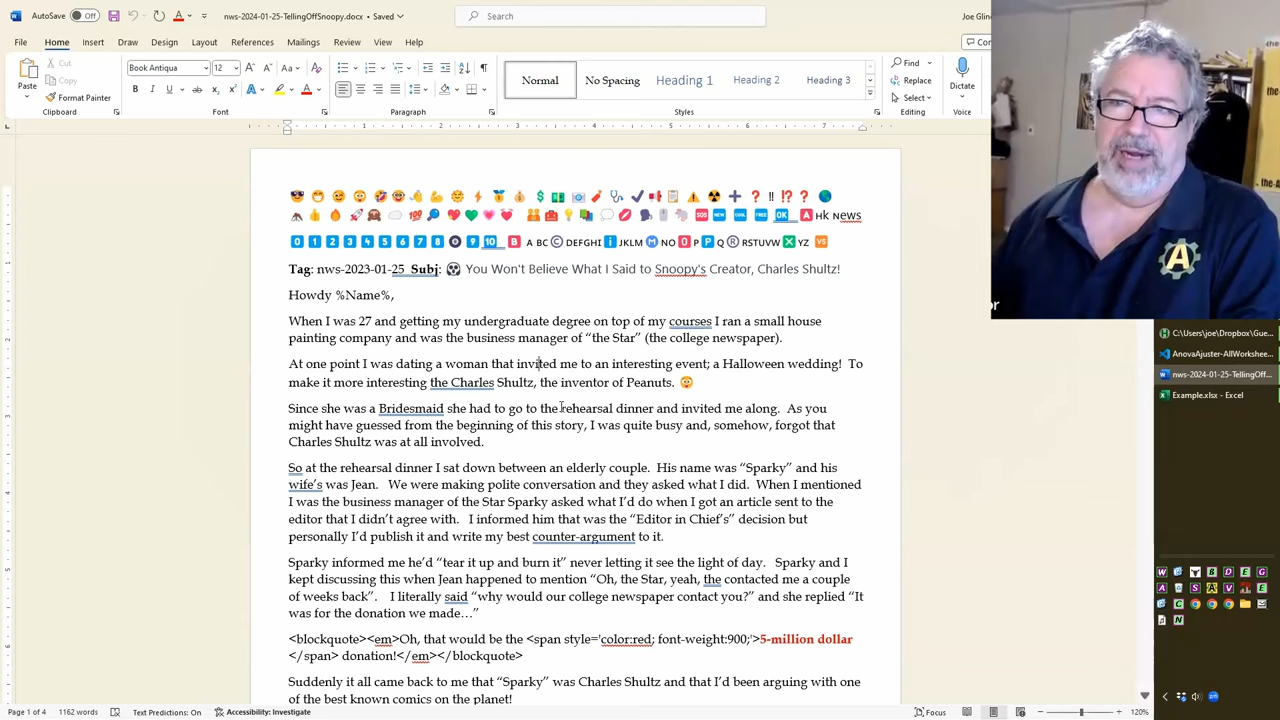 AutoSave Off nws-2024-01-25-TellingOffSnoopy.docx • Saved Search
File Home Insert Draw Design Layout References Mailings Review View Help
Paste Cut Copy Format Painter Clipboard
Book Antiqua 12 Font
Paragraph
Normal No Spacing Heading 1 Heading 2 Heading 3 Styles
Find Replace Select Editing
Dictate Voice
HK News
A BC DEFGHI JKLM NO P Q RSTUVW YZ
Tag: nws-2023-01-25 Subj: You Won't Believe What I Said to Snoopy's Creator, Charles Shultz!
Howdy %Name%,
When I was 27 and getting my undergraduate degree on top of my courses I ran a small house
painting company and was the business manager of “the Star” (the college newspaper).
At one point I was dating a woman that invited me to an interesting event; a Halloween wedding! To
make it more interesting the Charles Shultz, the inventor of Peanuts.
Since she was a Bridesmaid she had to go to the rehearsal dinner and invited me along. As you
might have guessed from the beginning of this story, I was quite busy and, somehow, forgot that
Charles Shultz was at all involved.
So at the rehearsal dinner I sat down between an elderly couple. His name was “Sparky” and his
wife’s was Jean. We were making polite conversation and they asked what I did. When I mentioned
I was the business manager of the Star Sparky asked what I’d do when I got an article sent to the
editor that I didn’t agree with. I informed him that was the “Editor in Chief’s” decision but
personally I’d publish it and write my best counter-argument to it.
Sparky informed me he’d “tear it up and burn it” never letting it see the light of day. Sparky and I
kept discussing this when Jean happened to mention “Oh, the Star, yeah, the contacted me a couple
of weeks back”. I literally said “why would our college newspaper contact you?” and she replied “It
was for the donation we made…”
<blockquote><em>Oh, that would be the <span style='color:red; font-weight:900;'>5-million dollar
</span> donation!</em></blockquote>
Suddenly it all came back to me that “Sparky” was Charles Shultz and that I’d been arguing with one
of the best known comics on the planet!
C:\Users\joe\Dropbox\Gue...
AnovaAjuster-AllWorkshee...
nws-2024-01-25-TellingOff...
Example.xlsx - Excel
Page 1 of 4 1162 words Text Predictions: On Accessibility: Investigate Focus 120%